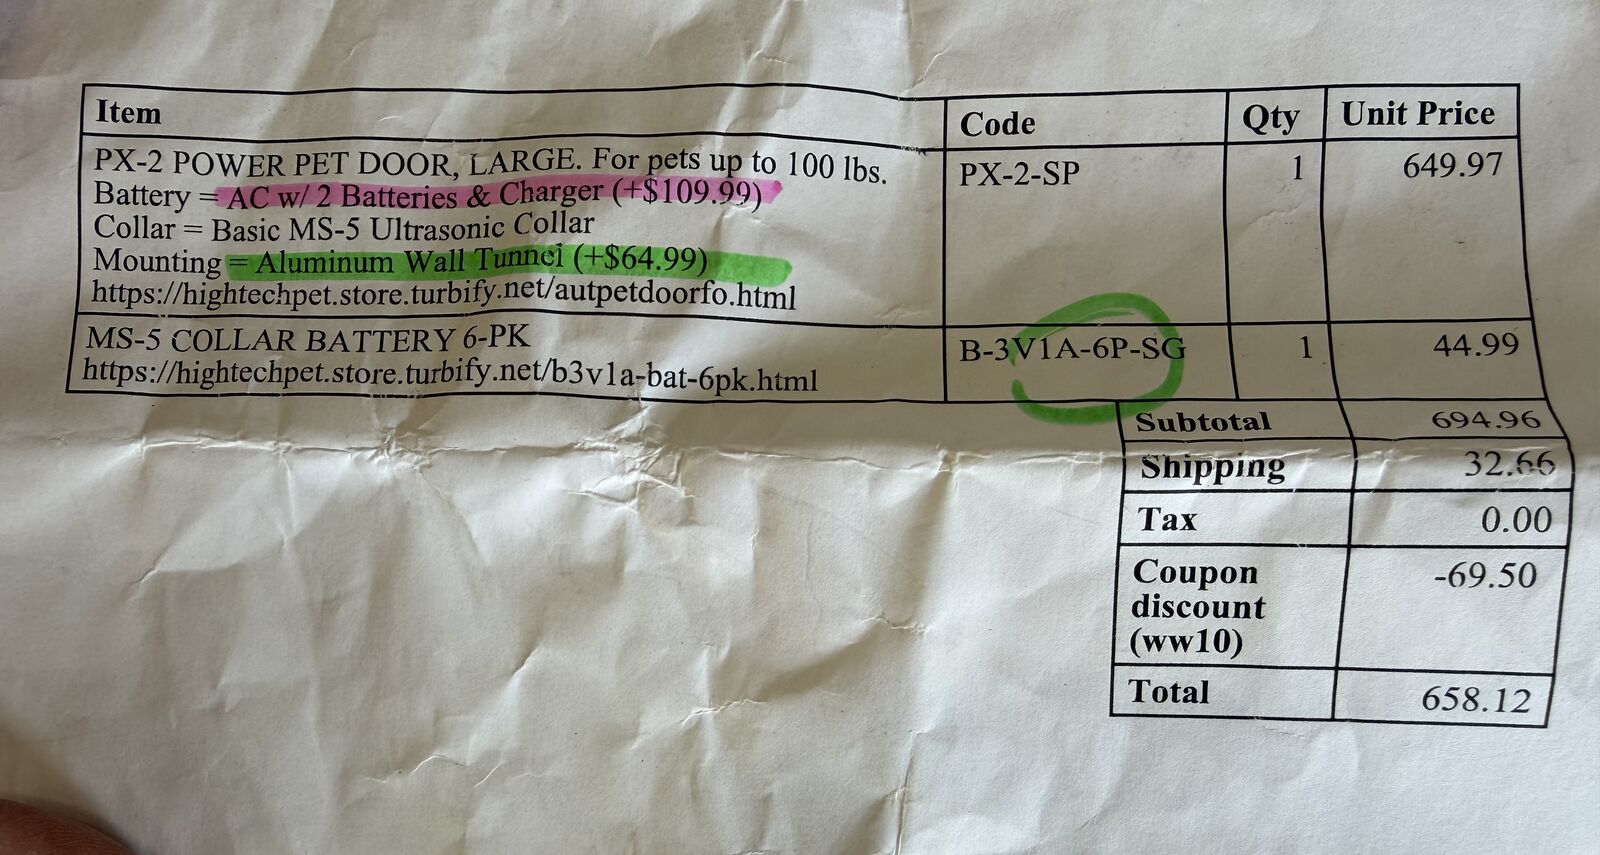 Item Code Qty Unit Price
PX-2 POWER PET DOOR, LARGE. For pets up to 100 lbs. PX-2-SP 1 649.97
Battery = AC w/ 2 Batteries & Charger (+$109.99)
Collar = Basic MS-5 Ultrasonic Collar
Mounting = Aluminum Wall Tunnel (+$64.99)
https://hightechpet.store.turbify.net/autpetdoorfo.html
MS-5 COLLAR BATTERY 6-PK B-3V1A-6P-SG 1 44.99
https://hightechpet.store.turbify.net/b3v1a-bat-6pk.html
Subtotal 694.96
Shipping 32.66
Tax 0.00
Coupon -69.50
discount
(ww10)
Total 658.12